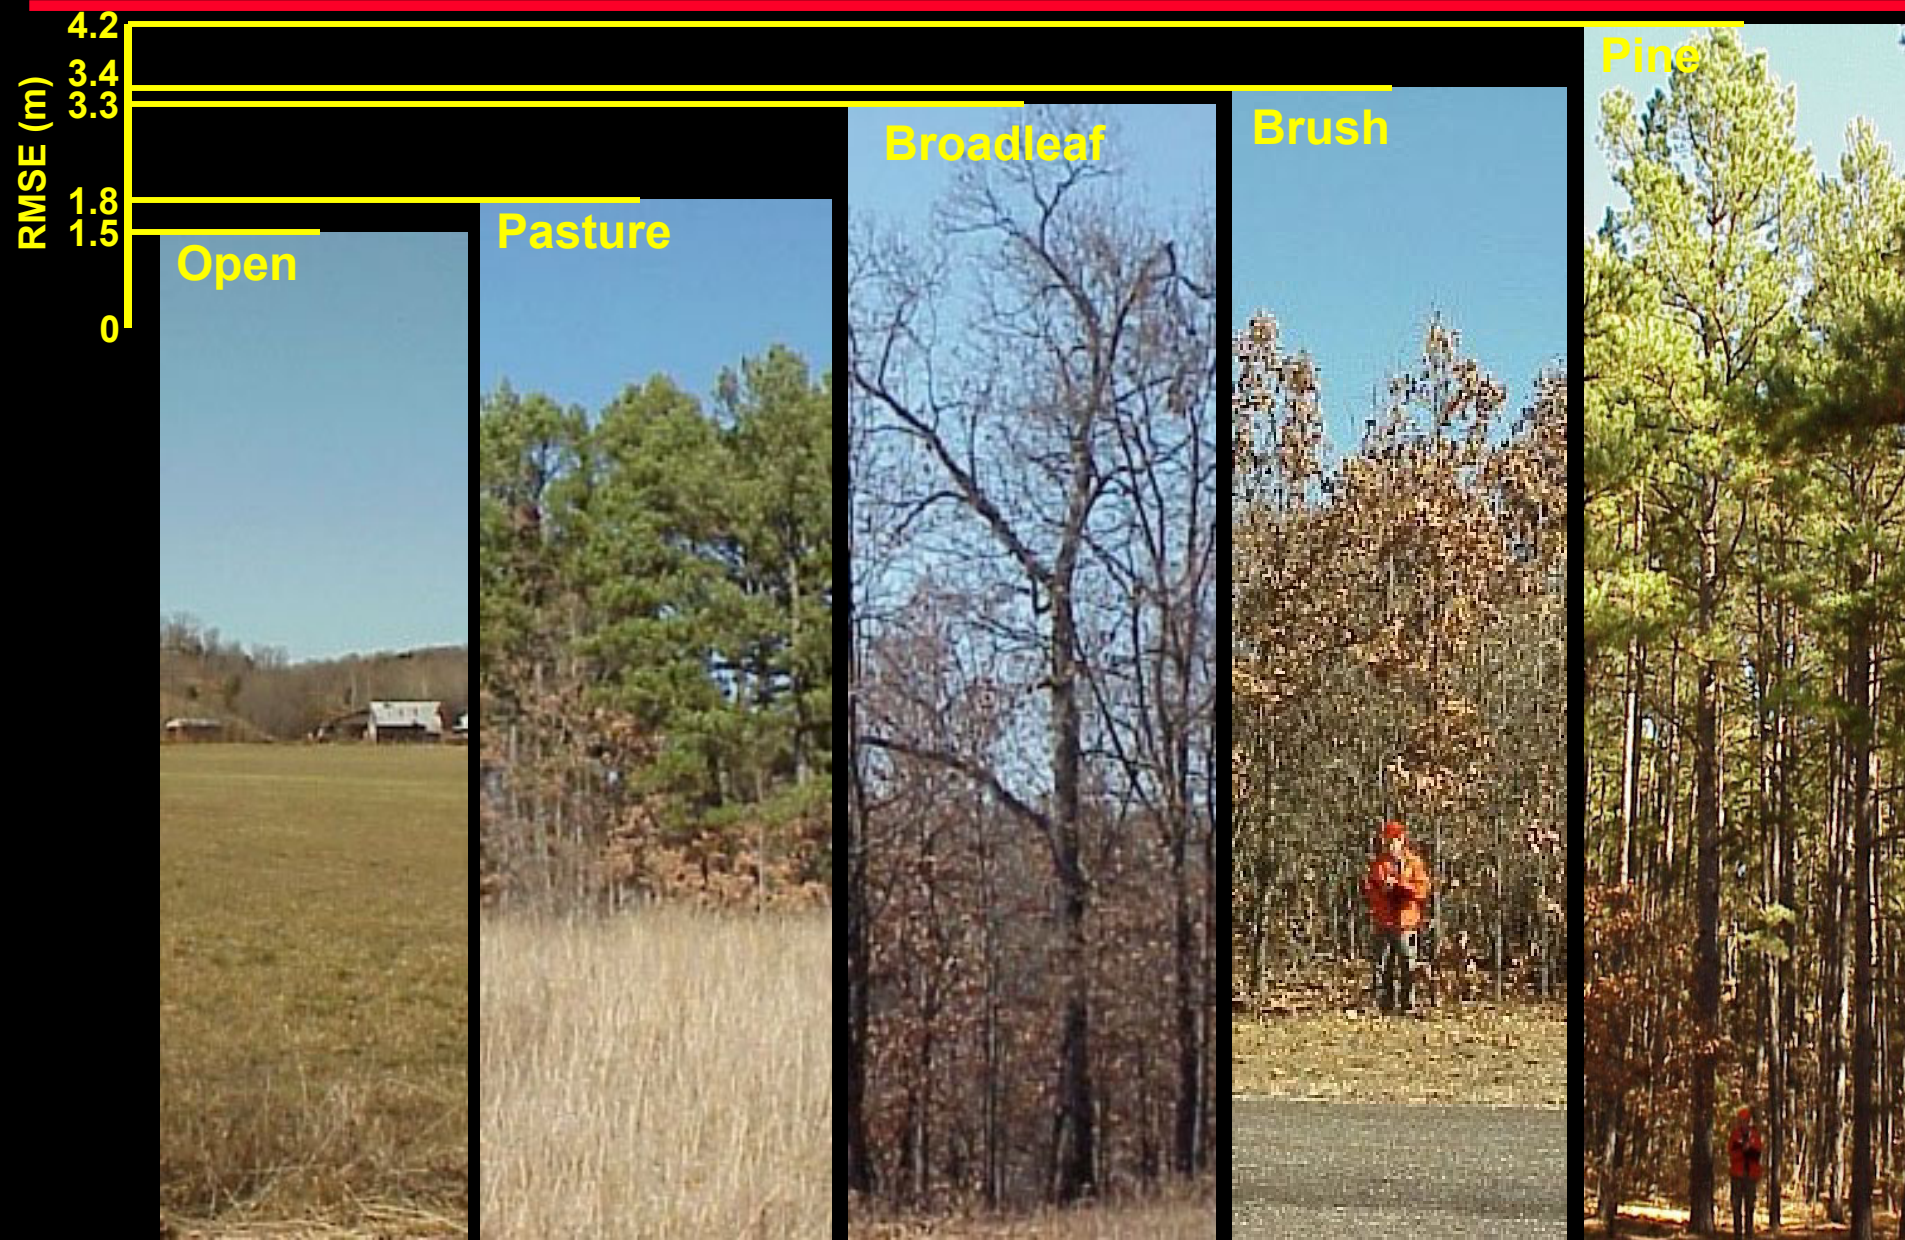 4.2
3.4
3.3
1.8
1.5
0
RMSE (m)
Open
Pasture
Broadleaf
Brush
Pine